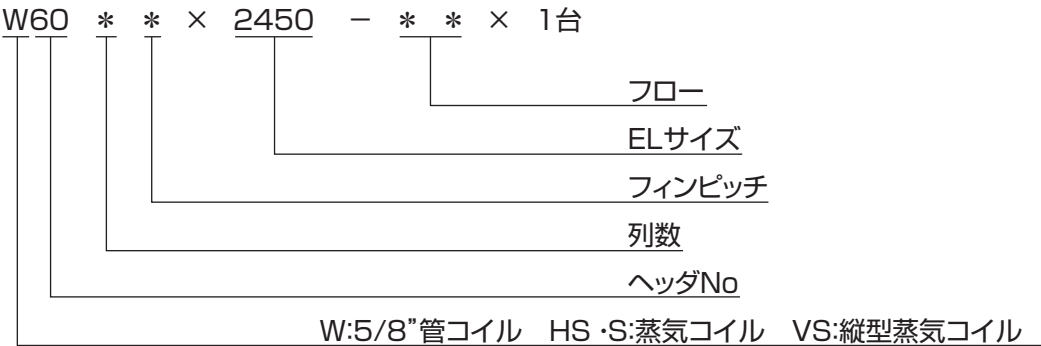 W60 * * × 2450 − * * × 1台
フロー
ELサイズ
フィンピッチ
列数
ヘッダNo
W:5/8”管コイル HS・S:蒸気コイル VS:縦型蒸気コイル